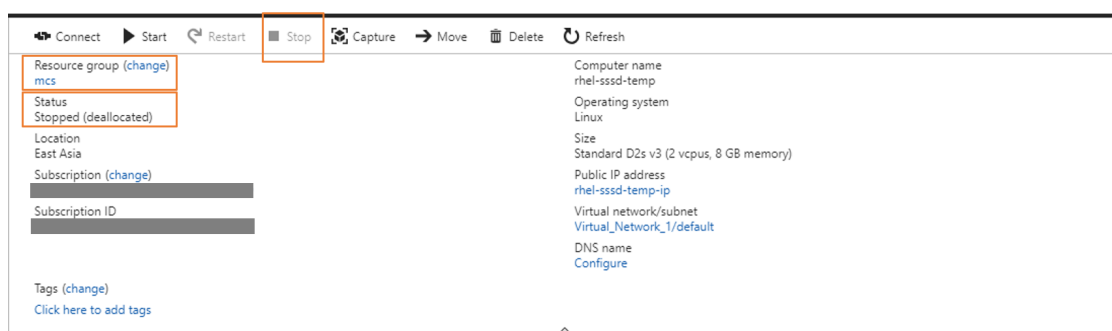 Connect Start Restart Stop Capture Move Delete Refresh
Resource group (change)
mcs
Status
Stopped (deallocated)
Location
East Asia
Subscription (change)
Subscription ID
Tags (change)
Click here to add tags
Computer name
rhel-sssd-temp
Operating system
Linux
Size
Standard D2s v3 (2 vcpus, 8 GB memory)
Public IP address
rhel-sssd-temp-ip
Virtual network/subnet
Virtual_Network_1/default
DNS name
Configure